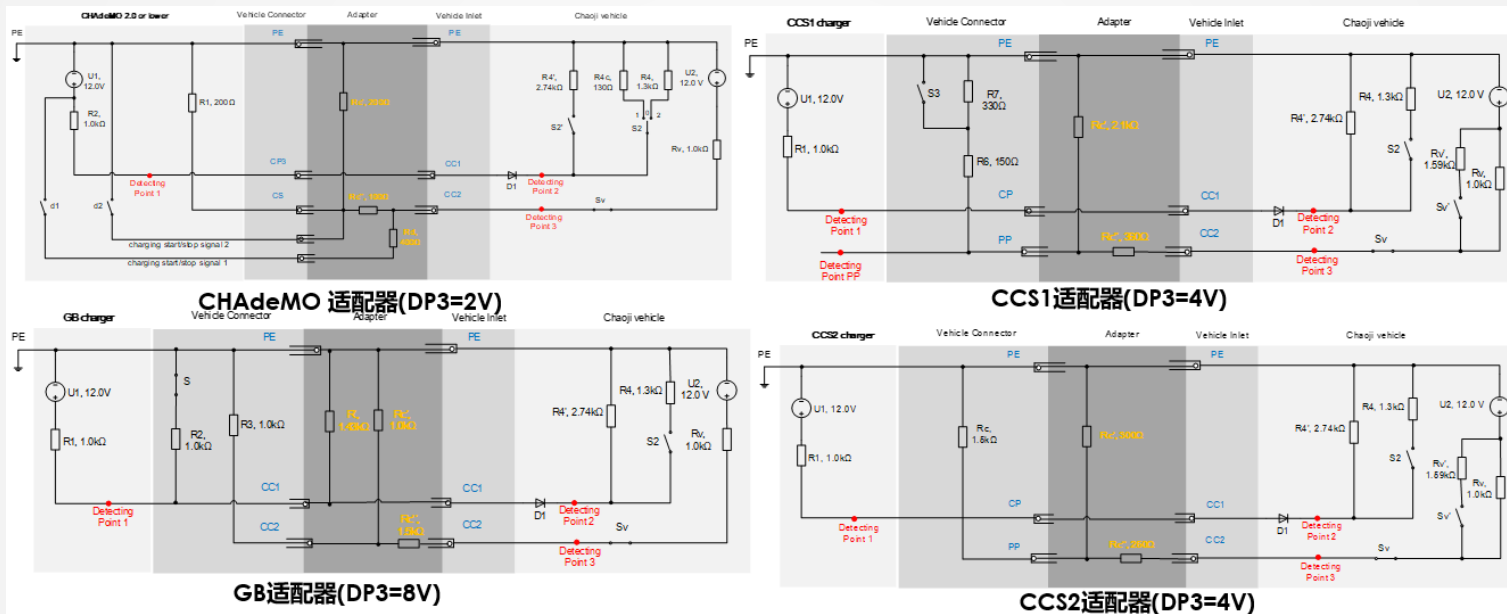 CHAdeMO 2.0 or lower
Vehicle Connector
Adapter
Vehicle Inlet
Chaoji vehicle
PE
PE
PE
U1,
12.0V
R2,
1.0kΩ
R1, 200Ω
Rc', 200Ω
R4',
2.74kΩ
R4c,
130Ω
R4,
1.3kΩ
U2,
12.0 V
1
0
2
S2'
S2
Rv, 1.0kΩ
CP3
CC1
Detecting
Point 1
D1
Detecting
Point 2
CS
Rc'', 100Ω
CC2
Sv
Detecting
Point 3
d1
d2
charging start/stop signal 2
charging start/stop signal 1
CHAdeMO 适配器(DP3=2V)
CCS1 charger
Vehicle Connector
Adapter
Vehicle Inlet
Chaoji vehicle
PE
PE
PE
U1, 12.0V
S3
R7,
330Ω
Rc', 2.1kΩ
R4, 1.3kΩ
U2, 12.0 V
R4', 2.74kΩ
R1, 1.0kΩ
R6, 150Ω
S2
Rv',
1.59kΩ
Rv,
1.0kΩ
Sv'
CP
CC1
Detecting
Point 1
D1
Detecting
Point 2
PP
CC2
Sv
Detecting
Point PP
Detecting
Point 3
CCS1适配器(DP3=4V)
GB charger
Vehicle Connector
Adapter
Vehicle Inlet
Chaoji vehicle
PE
PE
PE
U1, 12.0V
S
R1, 1.0kΩ
R2,
1.0kΩ
R3, 1.0kΩ
Rc',
1.0kΩ
R4, 1.3kΩ
U2,
12.0 V
R4', 2.74kΩ
S2
Rv,
1.0kΩ
CC1
CC1
Detecting
Point 1
D1
Detecting
Point 2
CC2
Rc'',
CC2
Sv
Detecting
Point 3
GB适配器(DP3=8V)
CCS2 charger
Vehicle Connector
Adapter
Vehicle Inlet
Chaoji vehicle
PE
PE
PE
U1, 12.0V
R1, 1.0kΩ
Rc,
1.5kΩ
Rc', 500Ω
R4, 1.3kΩ
U2, 12.0 V
R4', 2.74kΩ
S2
Rv',
1.59kΩ
Rv,
1.0kΩ
Sv'
CP
CC1
Detecting
Point 1
D1
Detecting
Point 2
PP
Rc'', 250Ω
CC2
Sv
Detecting
Point 3
CCS2适配器(DP3=4V)